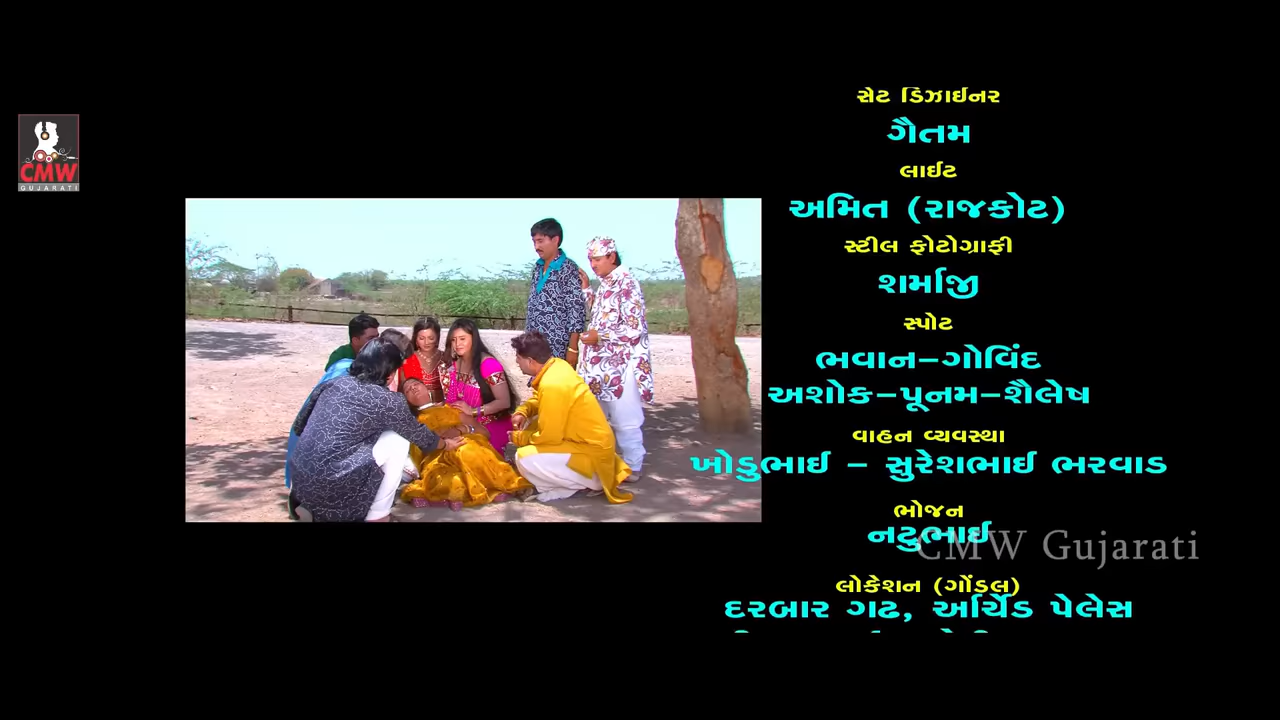 CMW
GUJARATI
સેટ ડિઝાઈનર
ગૈતમ
લાઈટ
અમિત (રાજકોટ)
સ્ટીલ ફોટોગ્રાફી
શર્માજી
સ્પોટ
ભવાન-ગોવિંદ
અશોક-પૂનમ-શૈલેષ
વાહન વ્યવસ્થા
ખોડુભાઈ - સુરેશભાઈ ભરવાડ
ભોજન
નટુભાઈ
CMW Gujarati
લોકેશન (ગોંડલ)
દરબાર ગઢ, ઓર્ચેડ પેલેસ